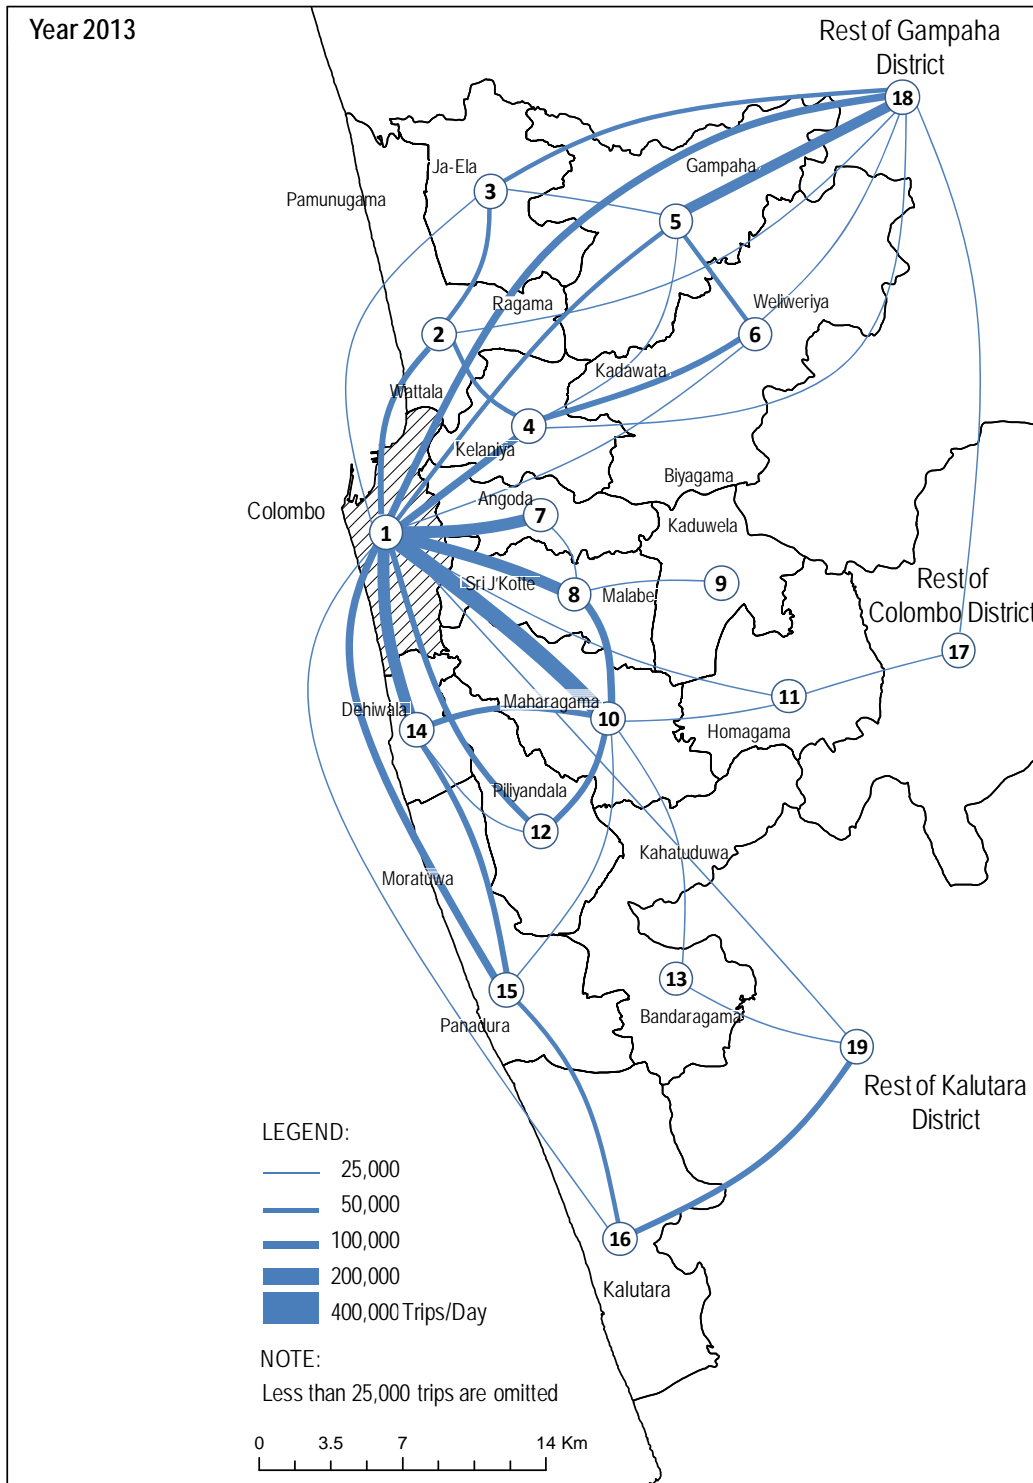 Year 2013
Rest of Gampaha
District
18
Gampaha
Ja-Ela
3
Pamunugama
5
Ragama
Weliweriya
2
6
Kadawata
Wattala
4
Kelaniya
Biyagama
Angoda
Colombo
7
Kaduwela
1
Sri J'Kotte
8
Malabe
9
Rest of
Colombo District
17
11
Maharagama
Dehiwala
10
14
Homagama
Piliyandala
12
Kahatuduwa
Moratuwa
13
15
Bandaragama
Panadura
19
Rest of Kalutara
District
LEGEND:
25,000
50,000
100,000
200,000
400,000 Trips/Day
16
Kalutara
NOTE:
Less than 25,000 trips are omitted
0 3.5 7 14 Km